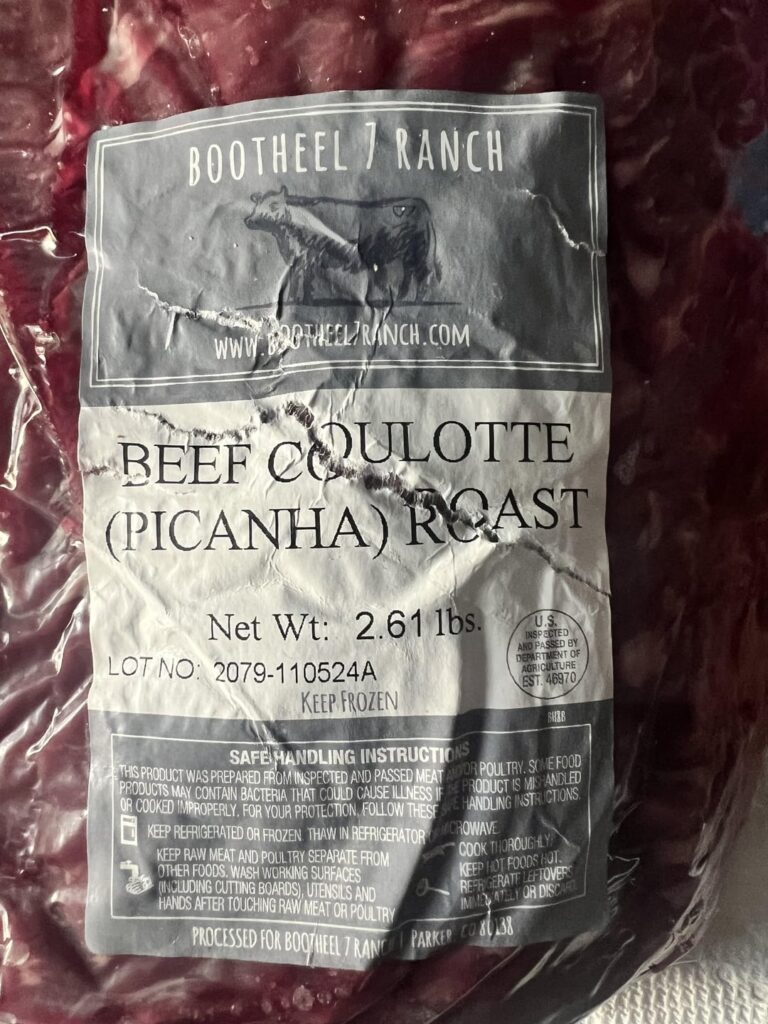 BOOTHEEL 7 RANCH
WWW.BOOTHEEL7RANCH.COM
BEEF COULOTTE
(PICANHA) ROAST
Net Wt: 2.61 lbs.
LOT NO: 2079-110524A
KEEP FROZEN
U.S.
INSPECTED
AND PASSED BY
DEPARTMENT OF
AGRICULTURE
EST. 46970
SAFE HANDLING INSTRUCTIONS
THIS PRODUCT WAS PREPARED FROM INSPECTED AND PASSED MEAT AND/OR POULTRY. SOME FOOD
PRODUCTS MAY CONTAIN BACTERIA THAT COULD CAUSE ILLNESS IF THE PRODUCT IS MISHANDLED
OR COOKED IMPROPERLY. FOR YOUR PROTECTION, FOLLOW THESE SAFE HANDLING INSTRUCTIONS.
KEEP REFRIGERATED OR FROZEN. THAW IN REFRIGERATOR OR MICROWAVE.
KEEP RAW MEAT AND POULTRY SEPARATE FROM
OTHER FOODS. WASH WORKING SURFACES
(INCLUDING CUTTING BOARDS), UTENSILS AND
HANDS AFTER TOUCHING RAW MEAT OR POULTRY.
COOK THOROUGHLY.
KEEP HOT FOODS HOT.
REFRIGERATE LEFTOVERS
IMMEDIATELY OR DISCARD.
PROCESSED FOR BOOTHEEL 7 RANCH | PARKER, CO 80138